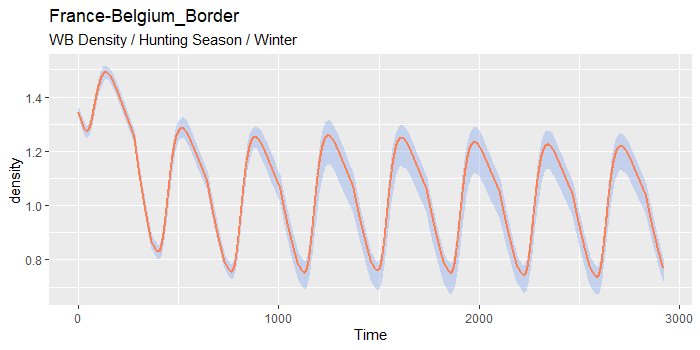 France-Belgium_Border
WB Density / Hunting Season / Winter
density
1.4
1.2
1.0
0.8
0
1000
2000
3000
Time